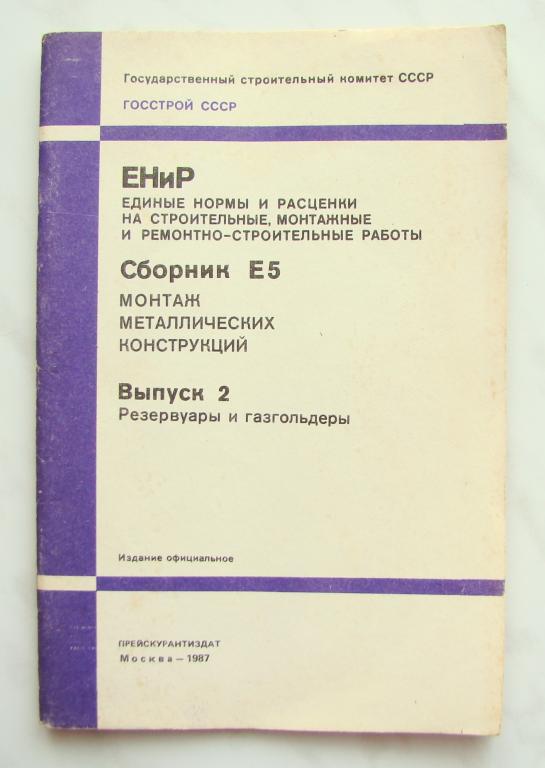 Государственный строительный комитет СССР
ГОССТРОЙ СССР
ЕНиР
ЕДИНЫЕ НОРМЫ И РАСЦЕНКИ
НА СТРОИТЕЛЬНЫЕ, МОНТАЖНЫЕ
И РЕМОНТНО-СТРОИТЕЛЬНЫЕ РАБОТЫ
Сборник Е5
МОНТАЖ
МЕТАЛЛИЧЕСКИХ
КОНСТРУКЦИЙ
Выпуск 2
Резервуары и газгольдеры
Издание официальное
ПРЕЙСКУРАНТИЗДАТ
Москва — 1987